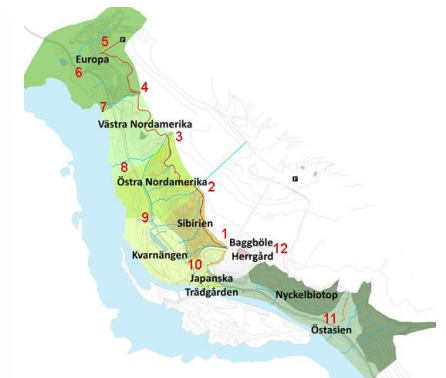 5
P
Europa
6
4
7
Västra Nordamerika
3
8
P
Östra Nordamerika
2
Sibirien
9
1
Baggböle
Herrgård
12
Kvarnängen
10
Japanska
Trädgården
Nyckelbiotop
11
Östasien